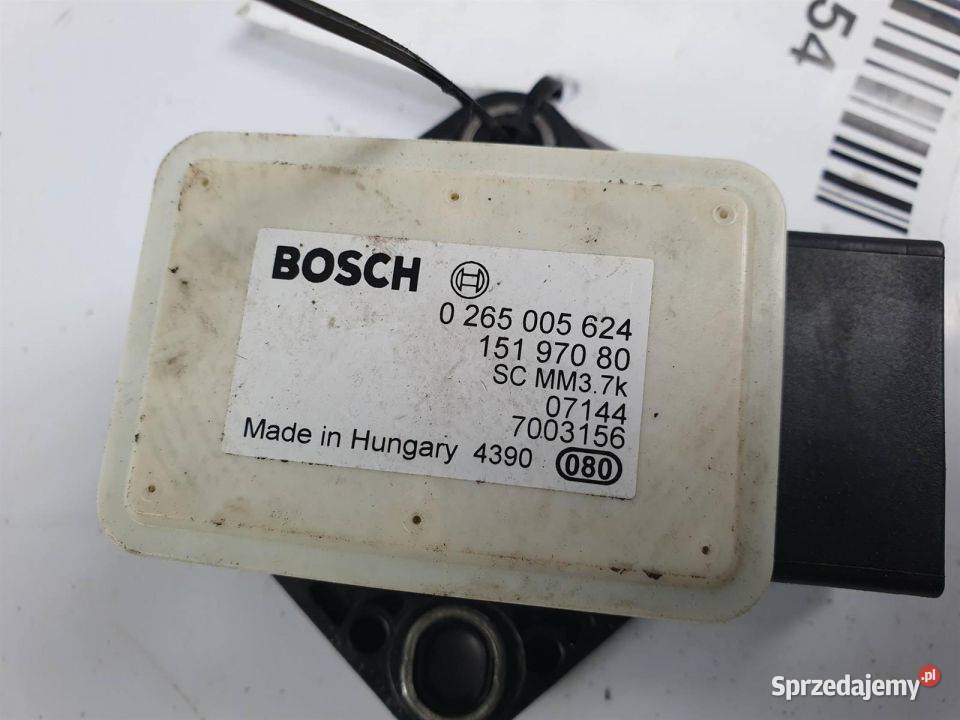 54
BOSCH
0 265 005 624
151 970 80
SC MM3.7k
07144
7003156
Made in Hungary 4390 080
Sprzedajemy.pl